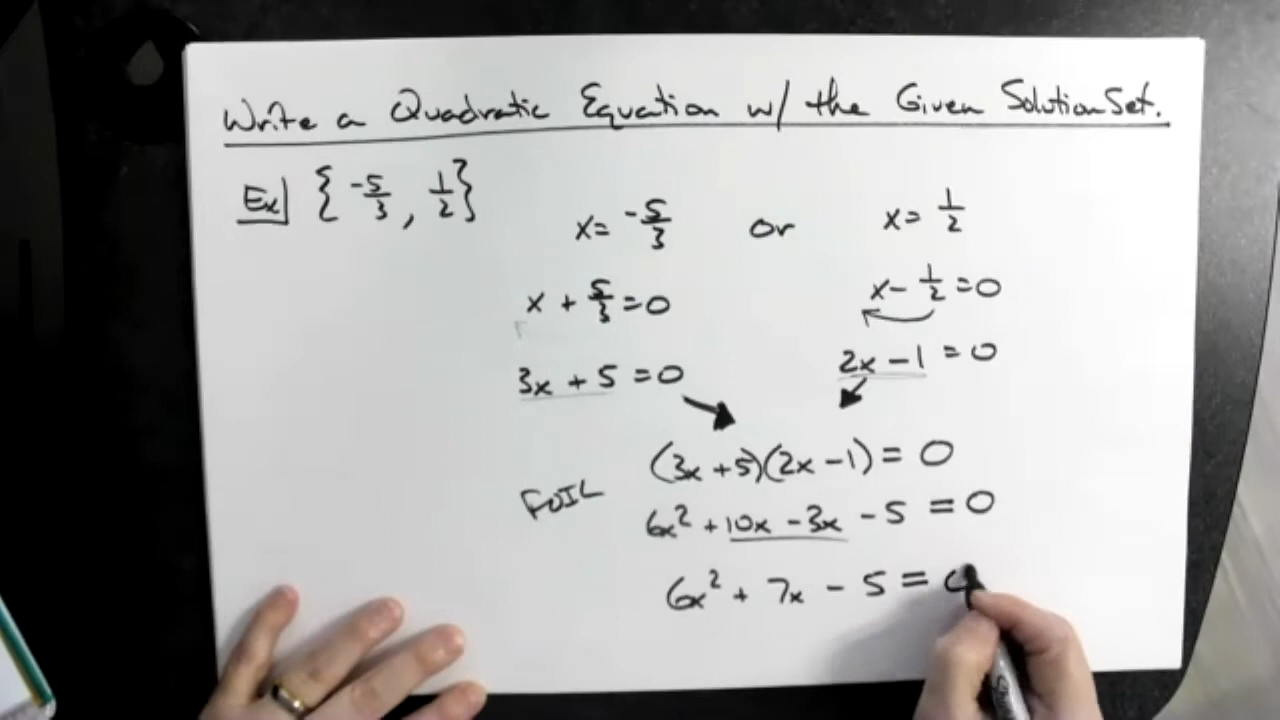 Write a Quadratic Equation w/ the Given Solution Set.
Ex {-5/3, 1/2}
x = -5/3 or x = 1/2
x + 5/3 = 0 x - 1/2 = 0
3x + 5 = 0 2x - 1 = 0
(3x + 5)(2x - 1) = 0
FOIL 6x² + 10x - 3x - 5 = 0
6x² + 7x - 5 =